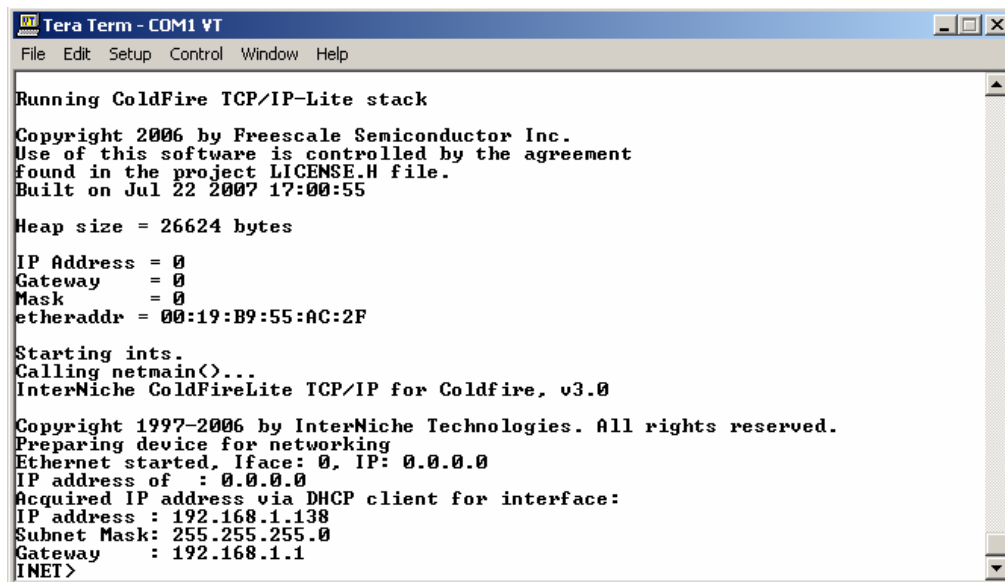 Tera Term - COM1 VT
File Edit Setup Control Window Help
Running ColdFire TCP/IP-Lite stack
Copyright 2006 by Freescale Semiconductor Inc.
Use of this software is controlled by the agreement
found in the project LICENSE.H file.
Built on Jul 22 2007 17:00:55
Heap size = 26624 bytes
IP Address = 0
Gateway = 0
Mask = 0
etheraddr = 00:19:B9:55:AC:2F
Starting ints.
Calling netmain()...
InterNiche ColdFireLite TCP/IP for Coldfire, v3.0
Copyright 1997-2006 by InterNiche Technologies. All rights reserved.
Preparing device for networking
Ethernet started, Iface: 0, IP: 0.0.0.0
IP address of : 0.0.0.0
Acquired IP address via DHCP client for interface:
IP address : 192.168.1.138
Subnet Mask: 255.255.255.0
Gateway : 192.168.1.1
INET>